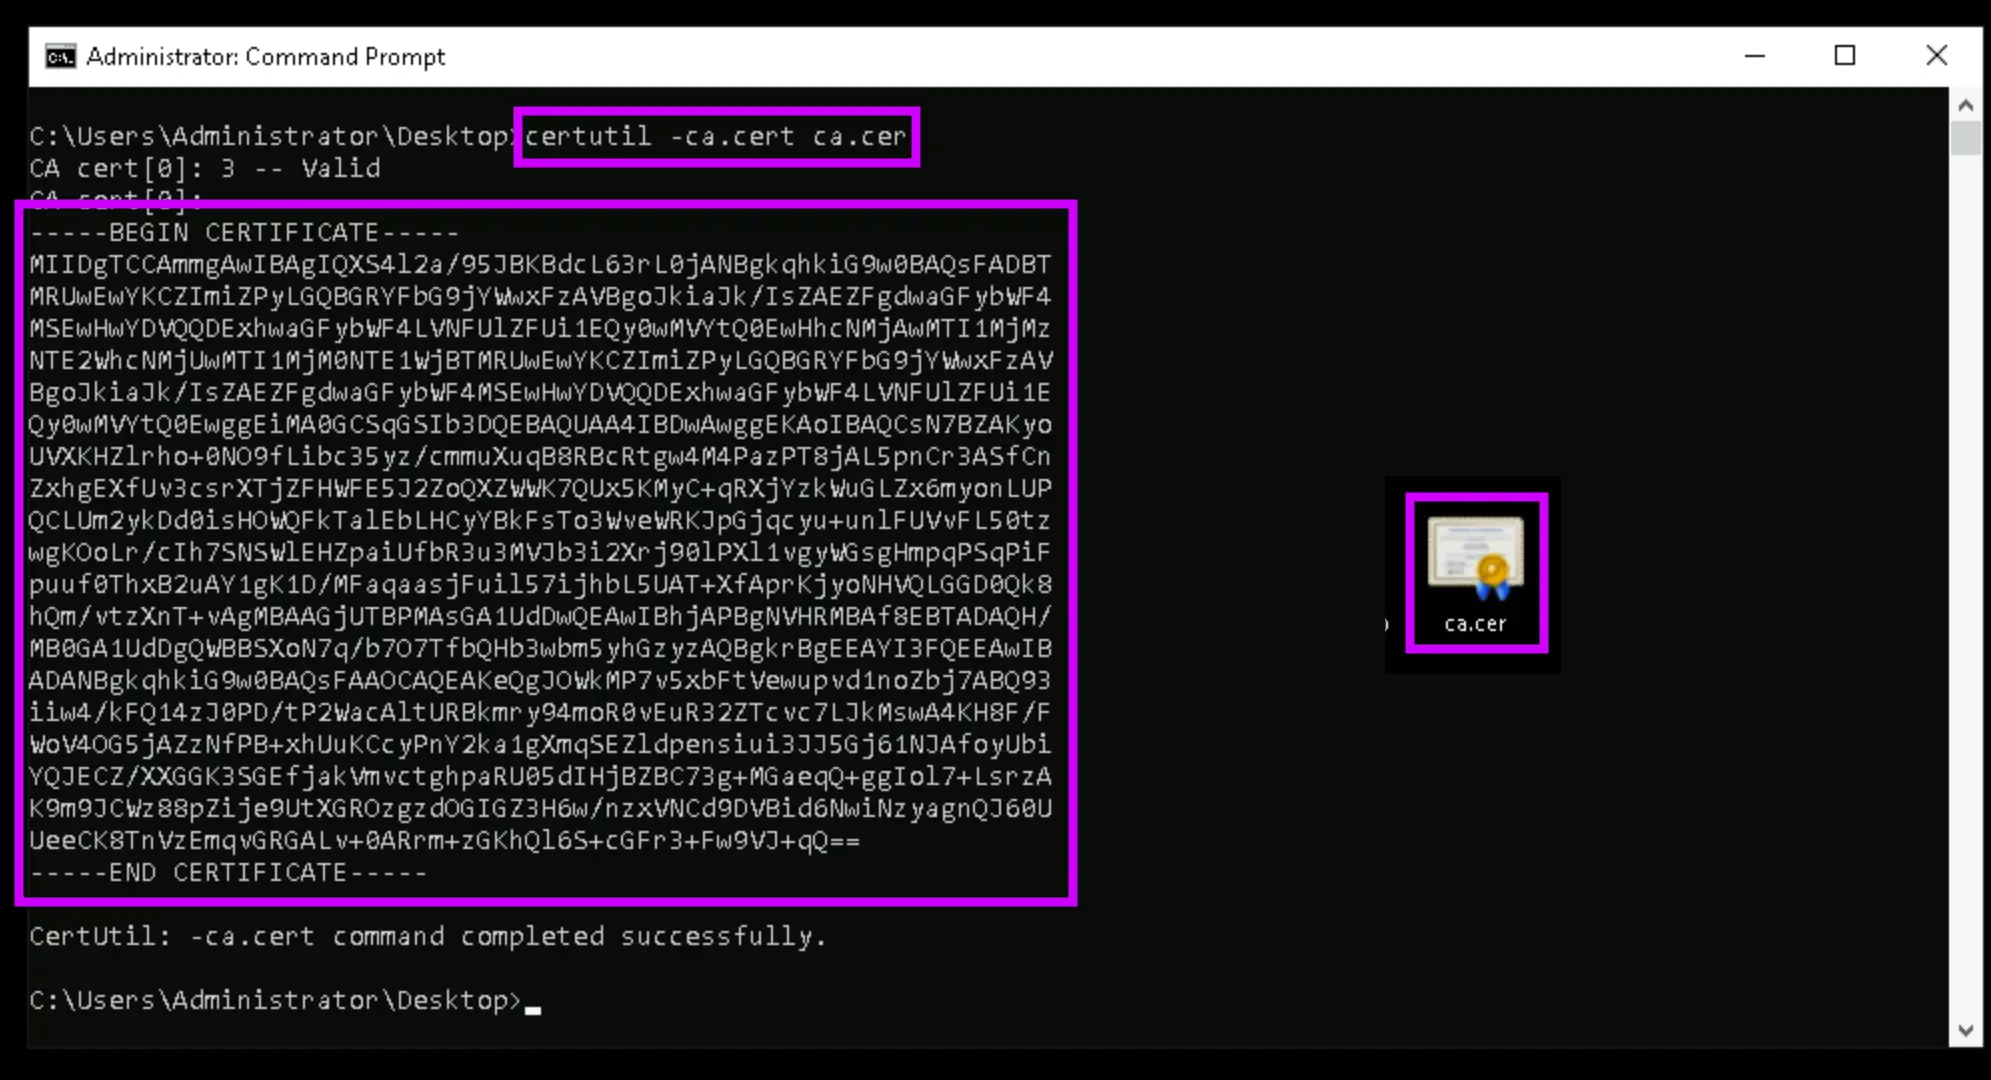 Administrator: Command Prompt
C:\Users\Administrator\Desktop>certutil -ca.cert ca.cer
CA cert[0]: 3 -- Valid
CA cert[0]:
-----BEGIN CERTIFICATE-----
MIIDgTCCAmmgAwIBAgIQXS4l2a/95JBKBdcL63rL0jANBgkqhkiG9w0BAQsFADBT
MRUwEwYKCZImiZPyLGQBGRYFbG9jYWwxFzAVBgoJkiaJk/IsZAEZFgdwaGFybWF4
MSEwHwYDVQQDExhwaGFybWF4LVNFUlZFUi1EQy0wMVYtQ0EwHhcNMjAwMTI1MjMz
NTE2WhcNMjUwMTI1MjM0NTE1WjBTMRUwEwYKCZImiZPyLGQBGRYFbG9jYWwxFzAV
BgoJkiaJk/IsZAEZFgdwaGFybWF4MSEwHwYDVQQDExhwaGFybWF4LVNFUlZFUi1E
Qy0wMVYtQ0EwggEiMA0GCSqGSIb3DQEBAQUAA4IBDwAwggEKAoIBAQCsN7BZAKyo
UVXKHZlrho+0NO9fLibc35yz/cmmuXuqB8RBcRtgw4M4PazPT8jAL5pnCr3ASfCn
ZxhgEXfUv3csrXTjZFHWFE5J2ZoQXZWWK7QUx5KMyC+qRXjYzkWuGLZx6myonLUP
QCLUm2ykDd0isHOWQFkTalEbLHCyYBkFsTo3WveWRKJpGjqcyu+unlFUVvFL50tz
wgKOoLr/cIh7SNSWlEHZpaiUfbR3u3MVJb3i2Xrj90lPXl1vgyWGsgHmpqPSqPiF
puuf0ThxB2uAY1gK1D/MFaqaasjFuil57ijhbL5UAT+XfAprKjyoNHVQLGGD0Qk8
hQm/vtzXnT+vAgMBAAGjUTBPMAsGA1UdDwQEAwIBhjAPBgNVHRMBAf8EBTADAQH/
MB0GA1UdDgQWBBSXoN7q/b7O7TfbQHb3wbm5yhGzyzAQBgkrBgEEAYI3FQEEAwIB
ADANBgkqhkiG9w0BAQsFAAOCAQEAKeQgJOWkMP7v5xbFtVewupvd1noZbj7ABQ93
iiw4/kFQ14zJ0PD/tP2WacAltURBkmry94moR0vEuR32ZTcvc7LJkMswA4KH8F/F
WoV4OG5jAZzNfPB+xhUuKCcyPnY2ka1gXmqSEZldpensiui3JJ5Gj61NJAfoyUbi
YQJECZ/XXGGK3SGEfjakVmvctghpaRU05dIHjBZBC73g+MGaeqQ+ggIol7+LsrzA
K9m9JCWz88pZije9UtXGROzgzdOGIGZ3H6w/nzxVNCd9DVBid6NwiNzyagnQJ60U
UeeCK8TnVzEmqvGRGALv+0ARrm+zGKhQl6S+cGFr3+Fw9VJ+qQ==
-----END CERTIFICATE-----
CertUtil: -ca.cert command completed successfully.
C:\Users\Administrator\Desktop>
ca.cer